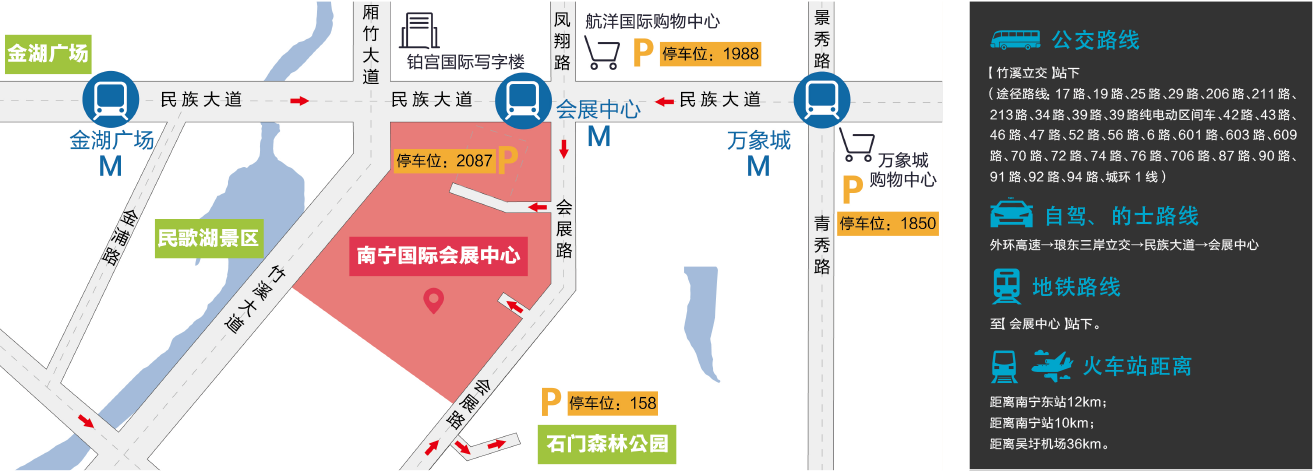 金湖广场
厢竹大道
铂宫国际写字楼
凤翔路
航洋国际购物中心
P 停车位：1988
景秀路
民族大道
民族大道
民族大道
金湖广场
M
会展中心
M
万象城
M
停车位：2087 P
万象城
购物中心
P
停车位：1850
金浦路
民歌湖景区
竹溪大道
南宁国际会展中心
会展路
青秀路
会展路
P 停车位：158
石门森林公园
公交路线
【竹溪立交】站下
（途径路线：17路、19路、25路、29路、206路、211路、
213路、34路、39路、39路纯电动区间车、42路、43路、
46路、47路、52路、56路、6路、601路、603路、609
路、70路、72路、74路、76路、706路、87路、90路、
91路、92路、94路、城环1线）
自驾、的士路线
外环高速→琅东三岸立交→民族大道→会展中心
地铁路线
至【会展中心】站下。
火车站距离
距离南宁东站12km；
距离南宁站10km；
距离吴圩机场36km。